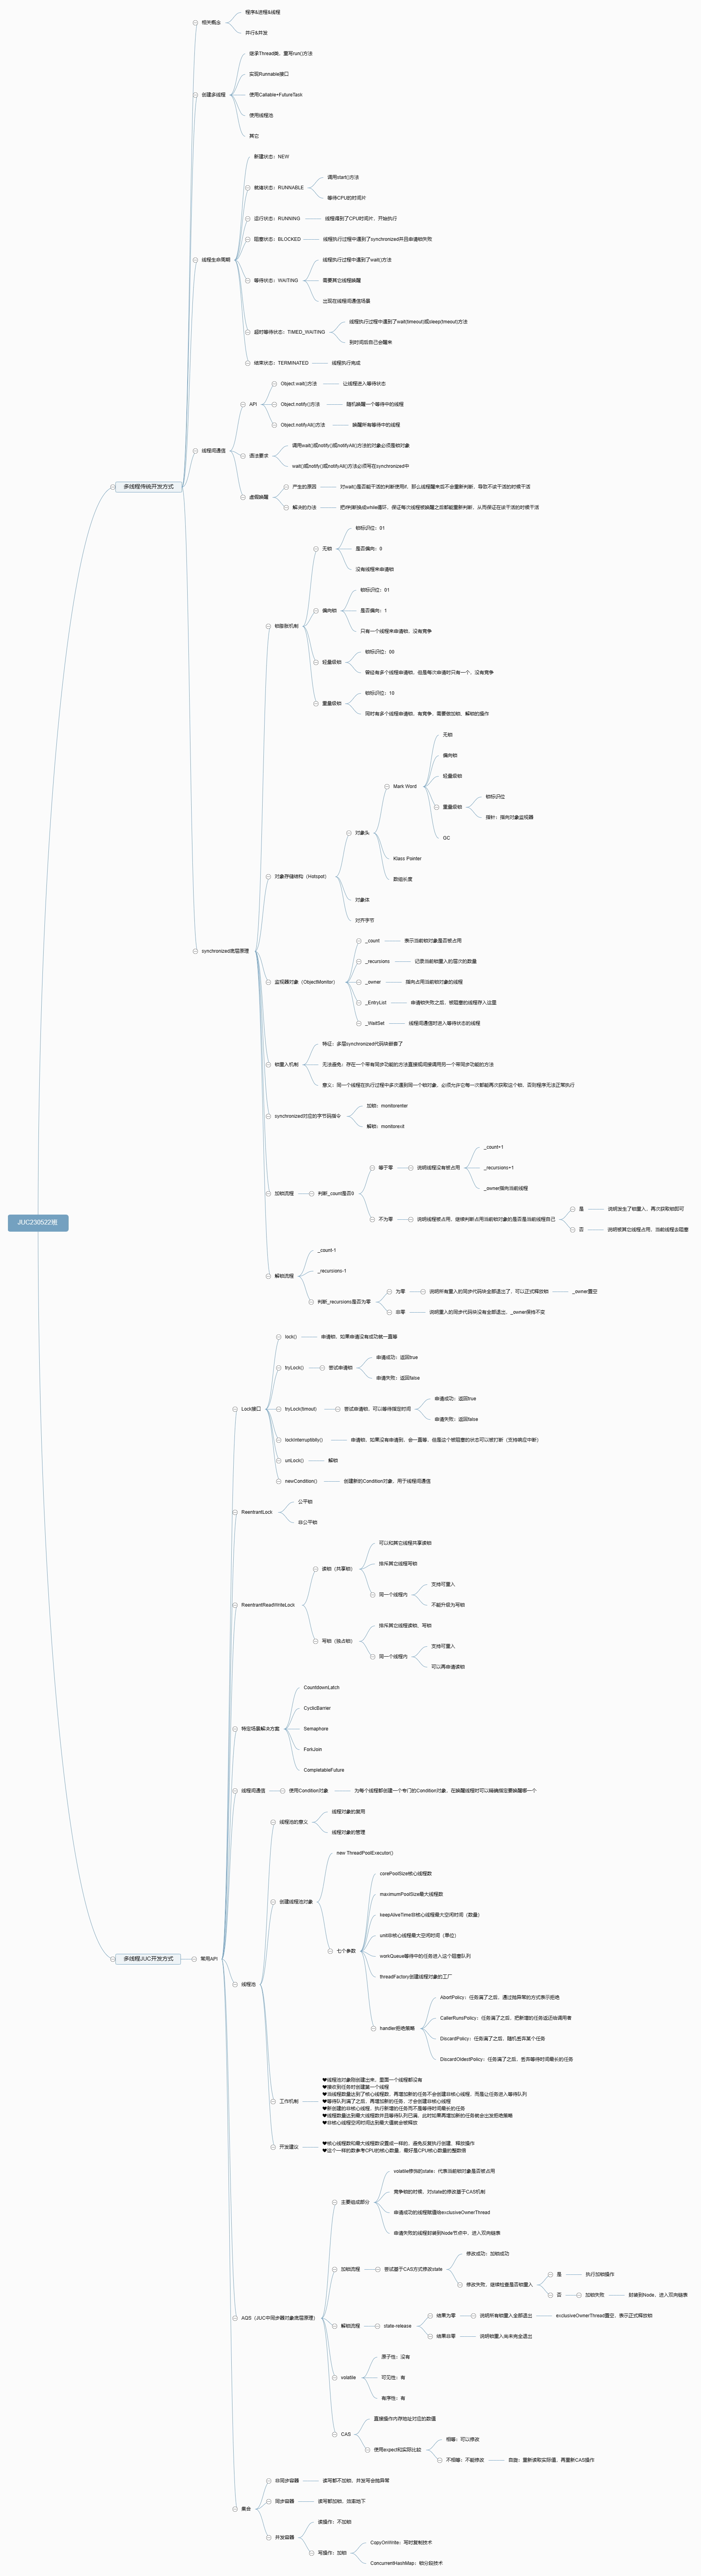 JUC230522班
多线程传统开发方式
相关概念
程序&进程&线程
并行&并发
创建多线程
继承Thread类，重写run()方法
实现Runnable接口
使用Callable+FutureTask
使用线程池
其它
线程生命周期
新建状态：NEW
就绪状态：RUNNABLE
调用start()方法
等待CPU的时间片
运行状态：RUNNING
线程得到了CPU时间片，开始执行
阻塞状态：BLOCKED
线程执行过程中遇到了synchronized并且申请锁失败
等待状态：WAITING
线程执行过程中遇到了wait()方法
需要其它线程唤醒
出现在线程间通信场景
超时等待状态：TIMED_WAITING
线程执行过程中遇到了wait(timeout)或sleep(timeout)方法
到时间后自己会醒来
结束状态：TERMINATED
线程执行完成
线程间通信
API
Object.wait()方法
让线程进入等待状态
Object.notify()方法
随机唤醒一个等待中的线程
Object.notifyAll()方法
唤醒所有等待中的线程
语法要求
调用wait()或notify()或notifyAll()方法的对象必须是锁对象
wait()或notify()或notifyAll()方法必须写在synchronized中
虚假唤醒
产生的原因
对wait()是否能干活的判断使用if，那么线程醒来后不会重新判断，导致不该干活的时候干活
解决的办法
把if判断换成while循环，保证每次线程被唤醒之后都能重新判断，从而保证在该干活的时候干活
synchronized底层原理
锁膨胀机制
无锁
锁标识位：01
是否偏向：0
没有线程来申请锁
偏向锁
锁标识位：01
是否偏向：1
只有一个线程来申请锁，没有竞争
轻量级锁
锁标识位：00
曾经有多个线程申请锁，但是每次申请时只有一个，没有竞争
重量级锁
锁标识位：10
同时有多个线程申请锁，有竞争，需要做加锁、解锁的操作
对象存储结构（Hotspot）
对象头
Mark Word
无锁
偏向锁
轻量级锁
重量级锁
锁标识位
指针：指向对象监视器
GC
Klass Pointer
数组长度
对象体
对齐字节
监视器对象（ObjectMonitor）
_count
表示当前锁对象是否被占用
_recursions
记录当前锁重入的层次的数量
_owner
指向占用当前锁对象的线程
_EntryList
申请锁失败之后，被阻塞的线程存入这里
_WaitSet
线程间通信时进入等待状态的线程
锁重入机制
特征：多层synchronized代码块嵌套了
无法避免：存在一个带有同步功能的方法直接或间接调用另一个带同步功能的方法
意义：同一个线程在执行过程中多次遇到同一个锁对象，必须允许它每一次都能再次获取这个锁，否则程序无法正常执行
synchronized对应的字节码指令
加锁：monitorenter
解锁：monitorexit
加锁流程
判断_count是否0
等于零
说明线程没有被占用
_count+1
_recursions+1
_owner指向当前线程
不为零
说明线程被占用，继续判断占用当前锁对象的是否是当前线程自己
是
说明发生了锁重入，再次获取锁即可
否
说明被其它线程占用，当前线程去阻塞
解锁流程
_count-1
_recursions-1
判断_recursions是否为零
为零
说明所有重入的同步代码块全部退出了，可以正式释放锁
_owner置空
非零
说明重入的同步代码块没有全部退出，_owner保持不变
多线程JUC开发方式
常用API
Lock接口
lock()
申请锁，如果申请没有成功就一直等
tryLock()
尝试申请锁
申请成功：返回true
申请失败：返回false
tryLock(timout)
尝试申请锁，可以等待指定时间
申请成功：返回true
申请失败：返回false
lockInterruptibily()
申请锁，如果没有申请到，会一直等，但是这个被阻塞的状态可以被打断（支持响应中断）
unLock()
解锁
newCondition()
创建新的Condition对象，用于线程间通信
ReentrantLock
公平锁
非公平锁
ReentrantReadWriteLock
读锁（共享锁）
可以和其它线程共享读锁
排斥其它线程写锁
同一个线程内
支持可重入
不能升级为写锁
写锁（独占锁）
排斥其它线程读锁、写锁
同一个线程内
支持可重入
可以再申请读锁
特定场景解决方案
CountdownLatch
CyclicBarrier
Semaphore
ForkJoin
CompletableFuture
线程间通信
使用Condition对象
为每个线程都创建一个专门的Condition对象，在唤醒线程时可以精确指定要唤醒哪一个
线程池
线程池的意义
线程对象的复用
线程对象的管理
创建线程池对象
new ThreadPoolExecutor()
七个参数
corePoolSize核心线程数
maximumPoolSize最大线程数
keepAliveTime非核心线程最大空闲时间（数量）
unit非核心线程最大空闲时间（单位）
workQueue等待中的任务进入这个阻塞队列
threadFactory创建线程对象的工厂
handler拒绝策略
AbortPolicy：任务满了之后，通过抛异常的方式表示拒绝
CallerRunsPolicy：任务满了之后，把新增的任务返还给调用者
DiscardPolicy：任务满了之后，随机丢弃某个任务
DiscardOldestPolicy：任务满了之后，丢弃等待时间最长的任务
工作机制
♥线程池对象刚创建出来，里面一个线程都没有
♥接收到任务时创建第一个线程
♥当线程数量达到了核心线程数，再增加新的任务不会创建非核心线程，而是让任务进入等待队列
♥等待队列满了之后，再增加新的任务，才会创建非核心线程
♥新创建的非核心线程，执行新增的任务而不是等待时间最长的任务
♥线程数量达到最大线程数并且等待队列已满，此时如果再增加新的任务就会出发拒绝策略
♥非核心线程空闲时间达到最大值就会被释放
开发建议
♥核心线程数和最大线程数设置成一样的，避免反复执行创建、释放操作
♥这个一样的数参考CPU的核心数量，最好是CPU核心数量的整数倍
AQS（JUC中同步器对象底层原理）
主要组成部分
volatile修饰的state：代表当前锁对象是否被占用
竞争锁的时候，对state的修改基于CAS机制
申请成功的线程赋值给exclusiveOwnerThread
申请失败的线程封装到Node节点中，进入双向链表
加锁流程
尝试基于CAS方式修改state
修改成功：加锁成功
修改失败，继续检查是否锁重入
是
执行加锁操作
否
加锁失败
封装到Node，进入双向链表
解锁流程
state-release
结果为零
说明所有锁重入全部退出
exclusiveOwnerThread置空，表示正式释放锁
结果非零
说明锁重入尚未完全退出
volatile
原子性：没有
可见性：有
有序性：有
CAS
直接操作内存地址对应的数值
使用expect和实际比较
相等：可以修改
不相等：不能修改
自旋：重新读取实际值，再重新CAS操作
集合
非同步容器
读写都不加锁，并发写会抛异常
同步容器
读写都加锁，效率地下
并发容器
读操作：不加锁
写操作：加锁
CopyOnWrite：写时复制技术
ConcurrentHashMap：锁分段技术